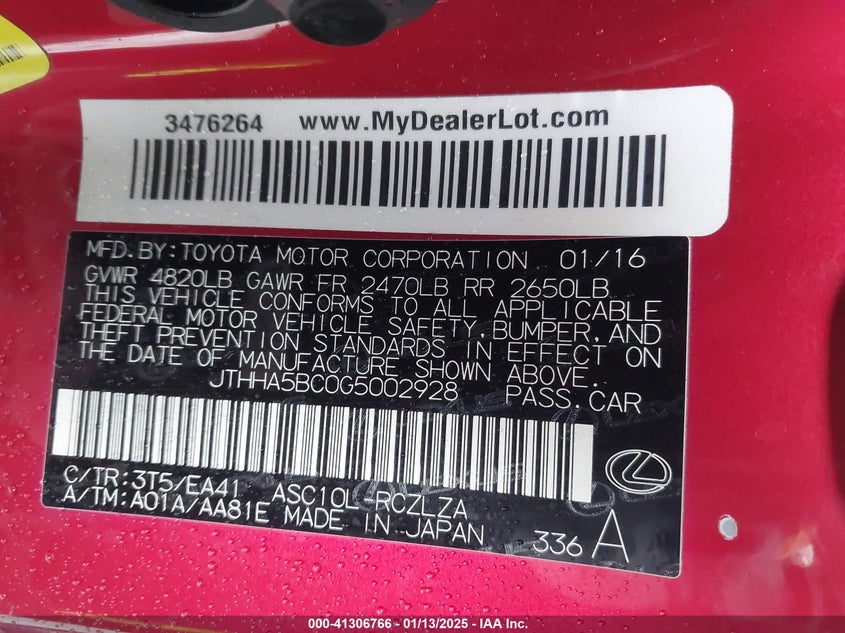 3476264 www.MyDealerLot.com
MFD.BY:TOYOTA MOTOR CORPORATION 01/16
GVWR 4820LB GAWR FR 2470LB RR 2650LB
THIS VEHICLE CONFORMS TO ALL APPLICABLE
FEDERAL MOTOR VEHICLE SAFETY,BUMPER,AND
THEFT PREVENTION STANDARDS IN EFFECT ON
THE DATE OF MANUFACTURE SHOWN ABOVE.
JTHHA5BC0G5002928 PASS.CAR
C/TR:3T5/EA41 ASC10L-RCZLZA
A/TM:A01A/AA81E MADE IN JAPAN
336 A
000-41306766 — 01/13/2025 — IAA Inc.